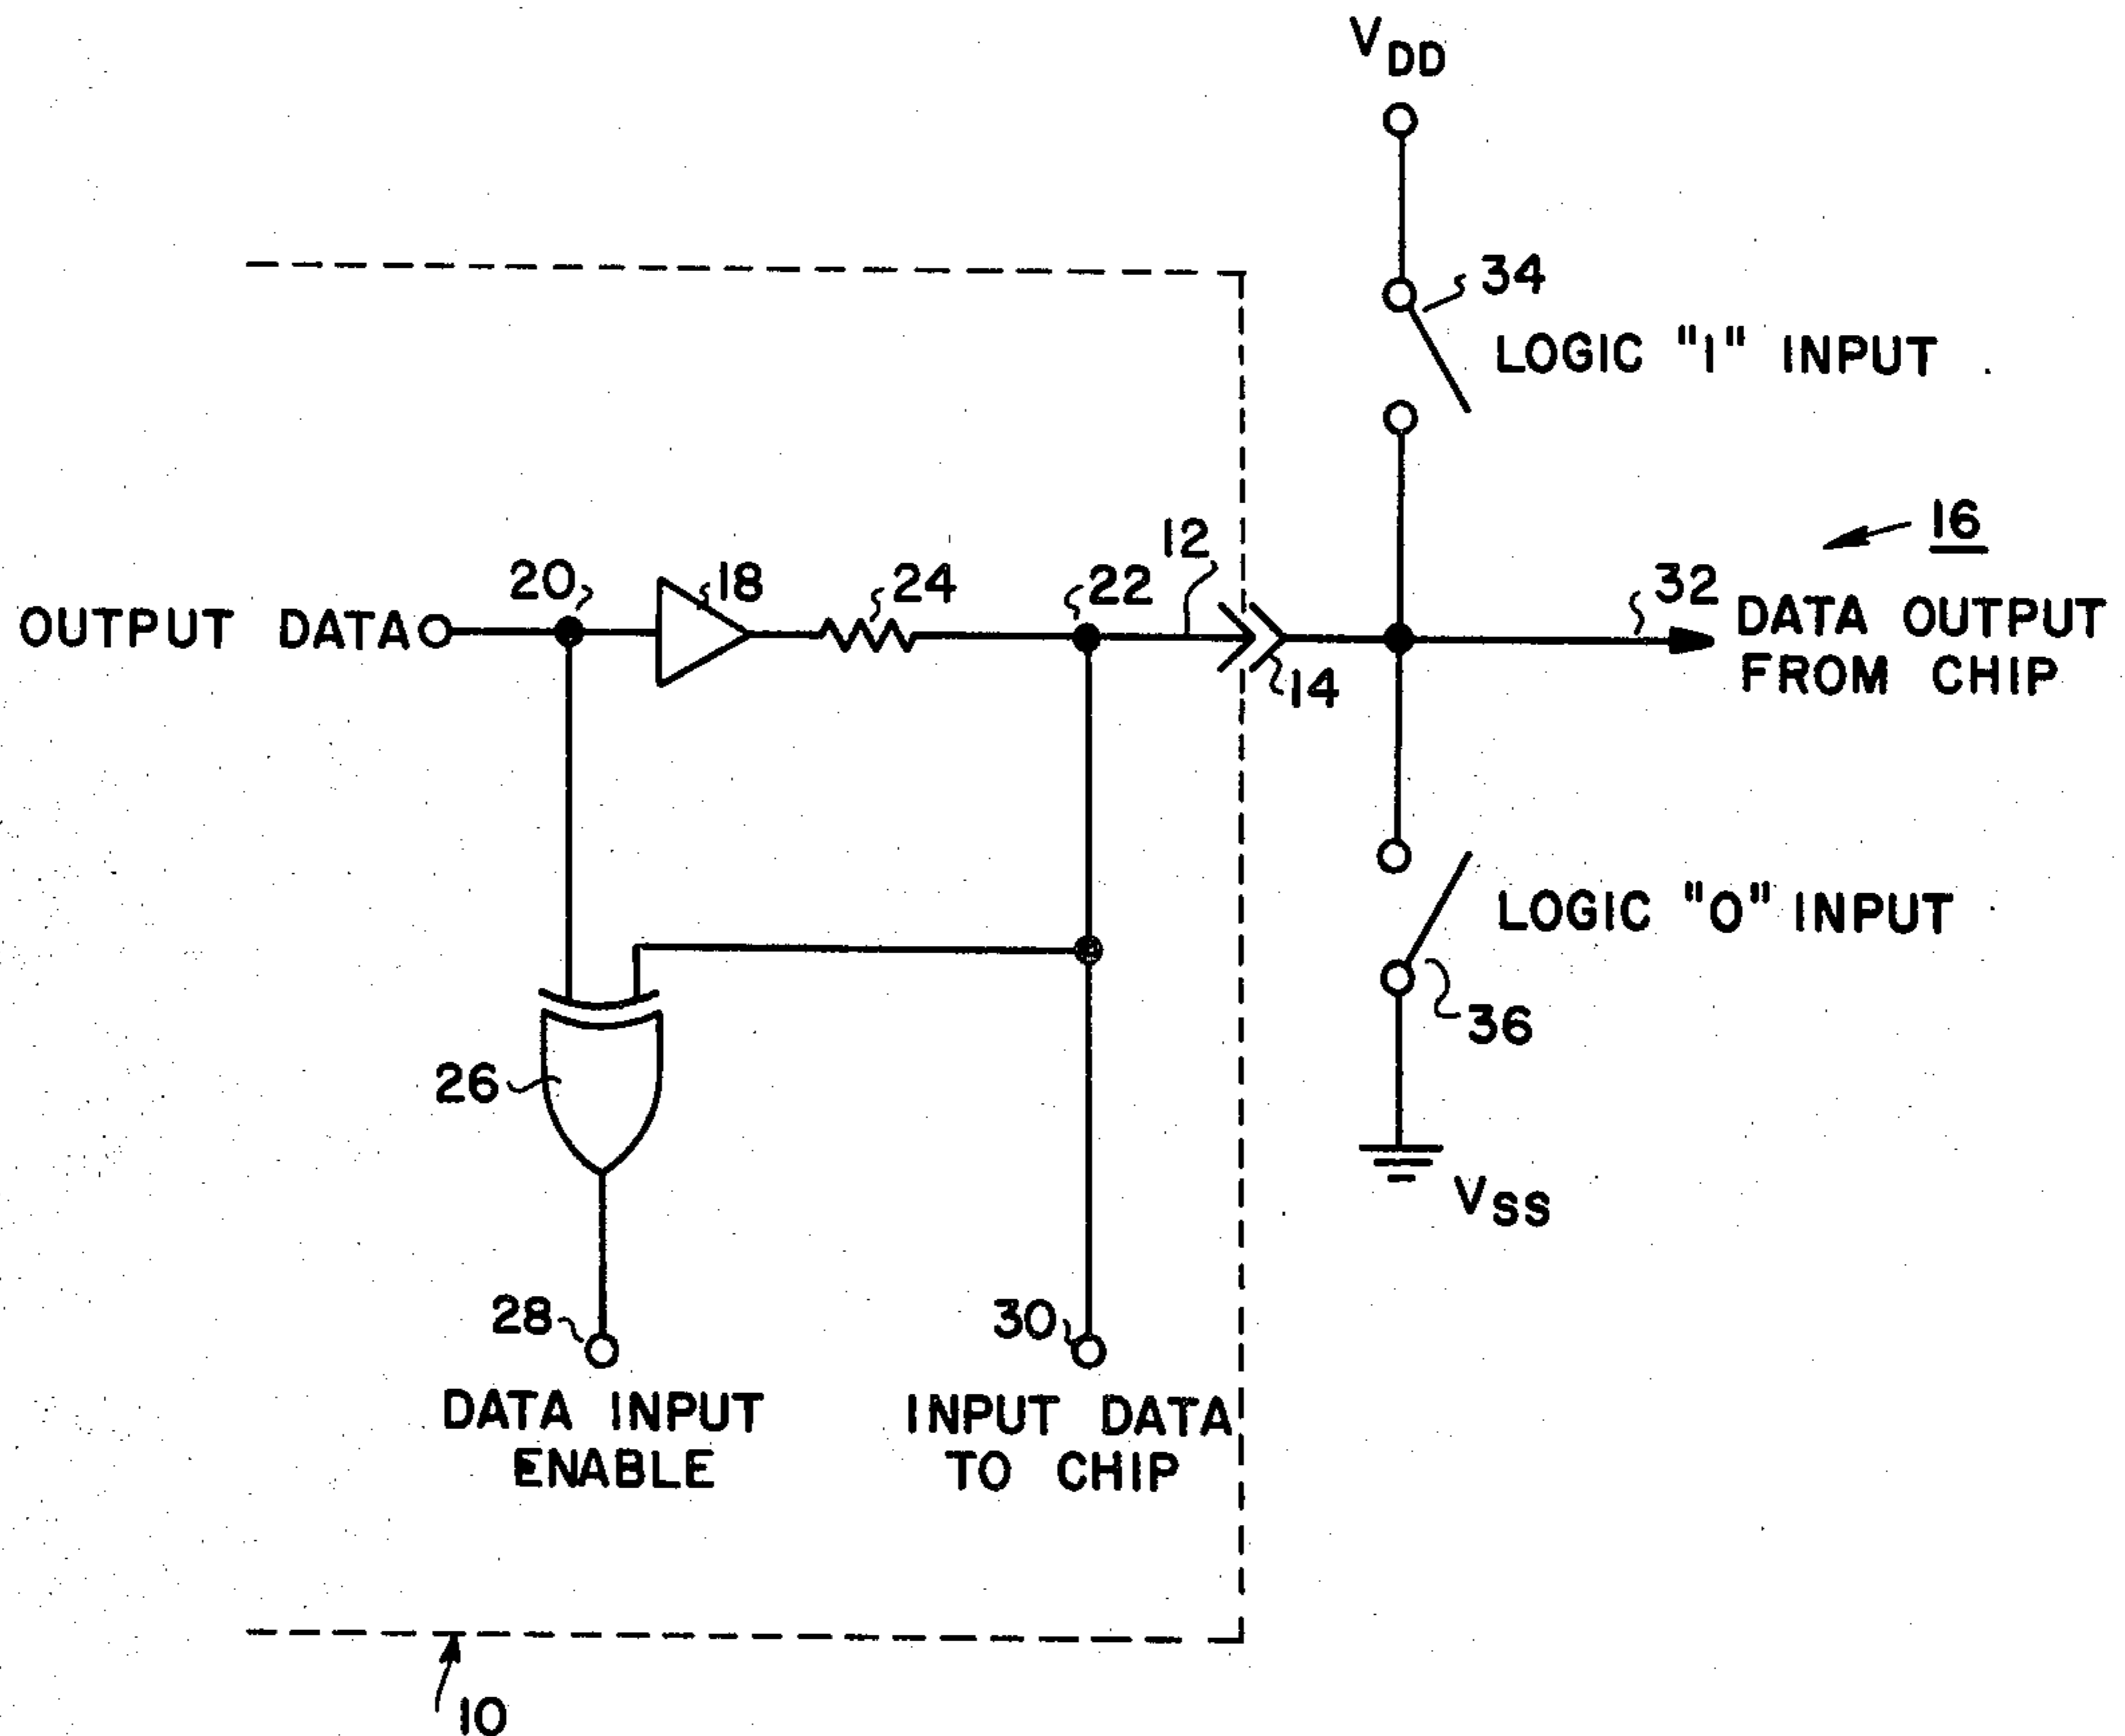 VDD
34
LOGIC "1" INPUT
16
12
20
18
24
22
32
OUTPUT DATA
DATA OUTPUT
FROM CHIP
14
LOGIC "0" INPUT
36
26
VSS
28
30
DATA INPUT
ENABLE
INPUT DATA
TO CHIP
10